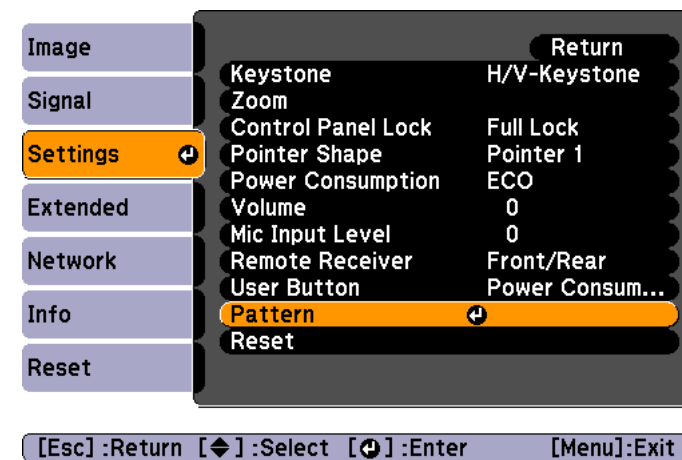 Image
Signal
Settings
Extended
Network
Info
Reset
Return
Keystone H/V-Keystone
Zoom
Control Panel Lock Full Lock
Pointer Shape Pointer 1
Power Consumption ECO
Volume 0
Mic Input Level 0
Remote Receiver Front/Rear
User Button Power Consum...
Pattern
Reset
[Esc] :Return [◆] :Select [⏎] :Enter [Menu]:Exit